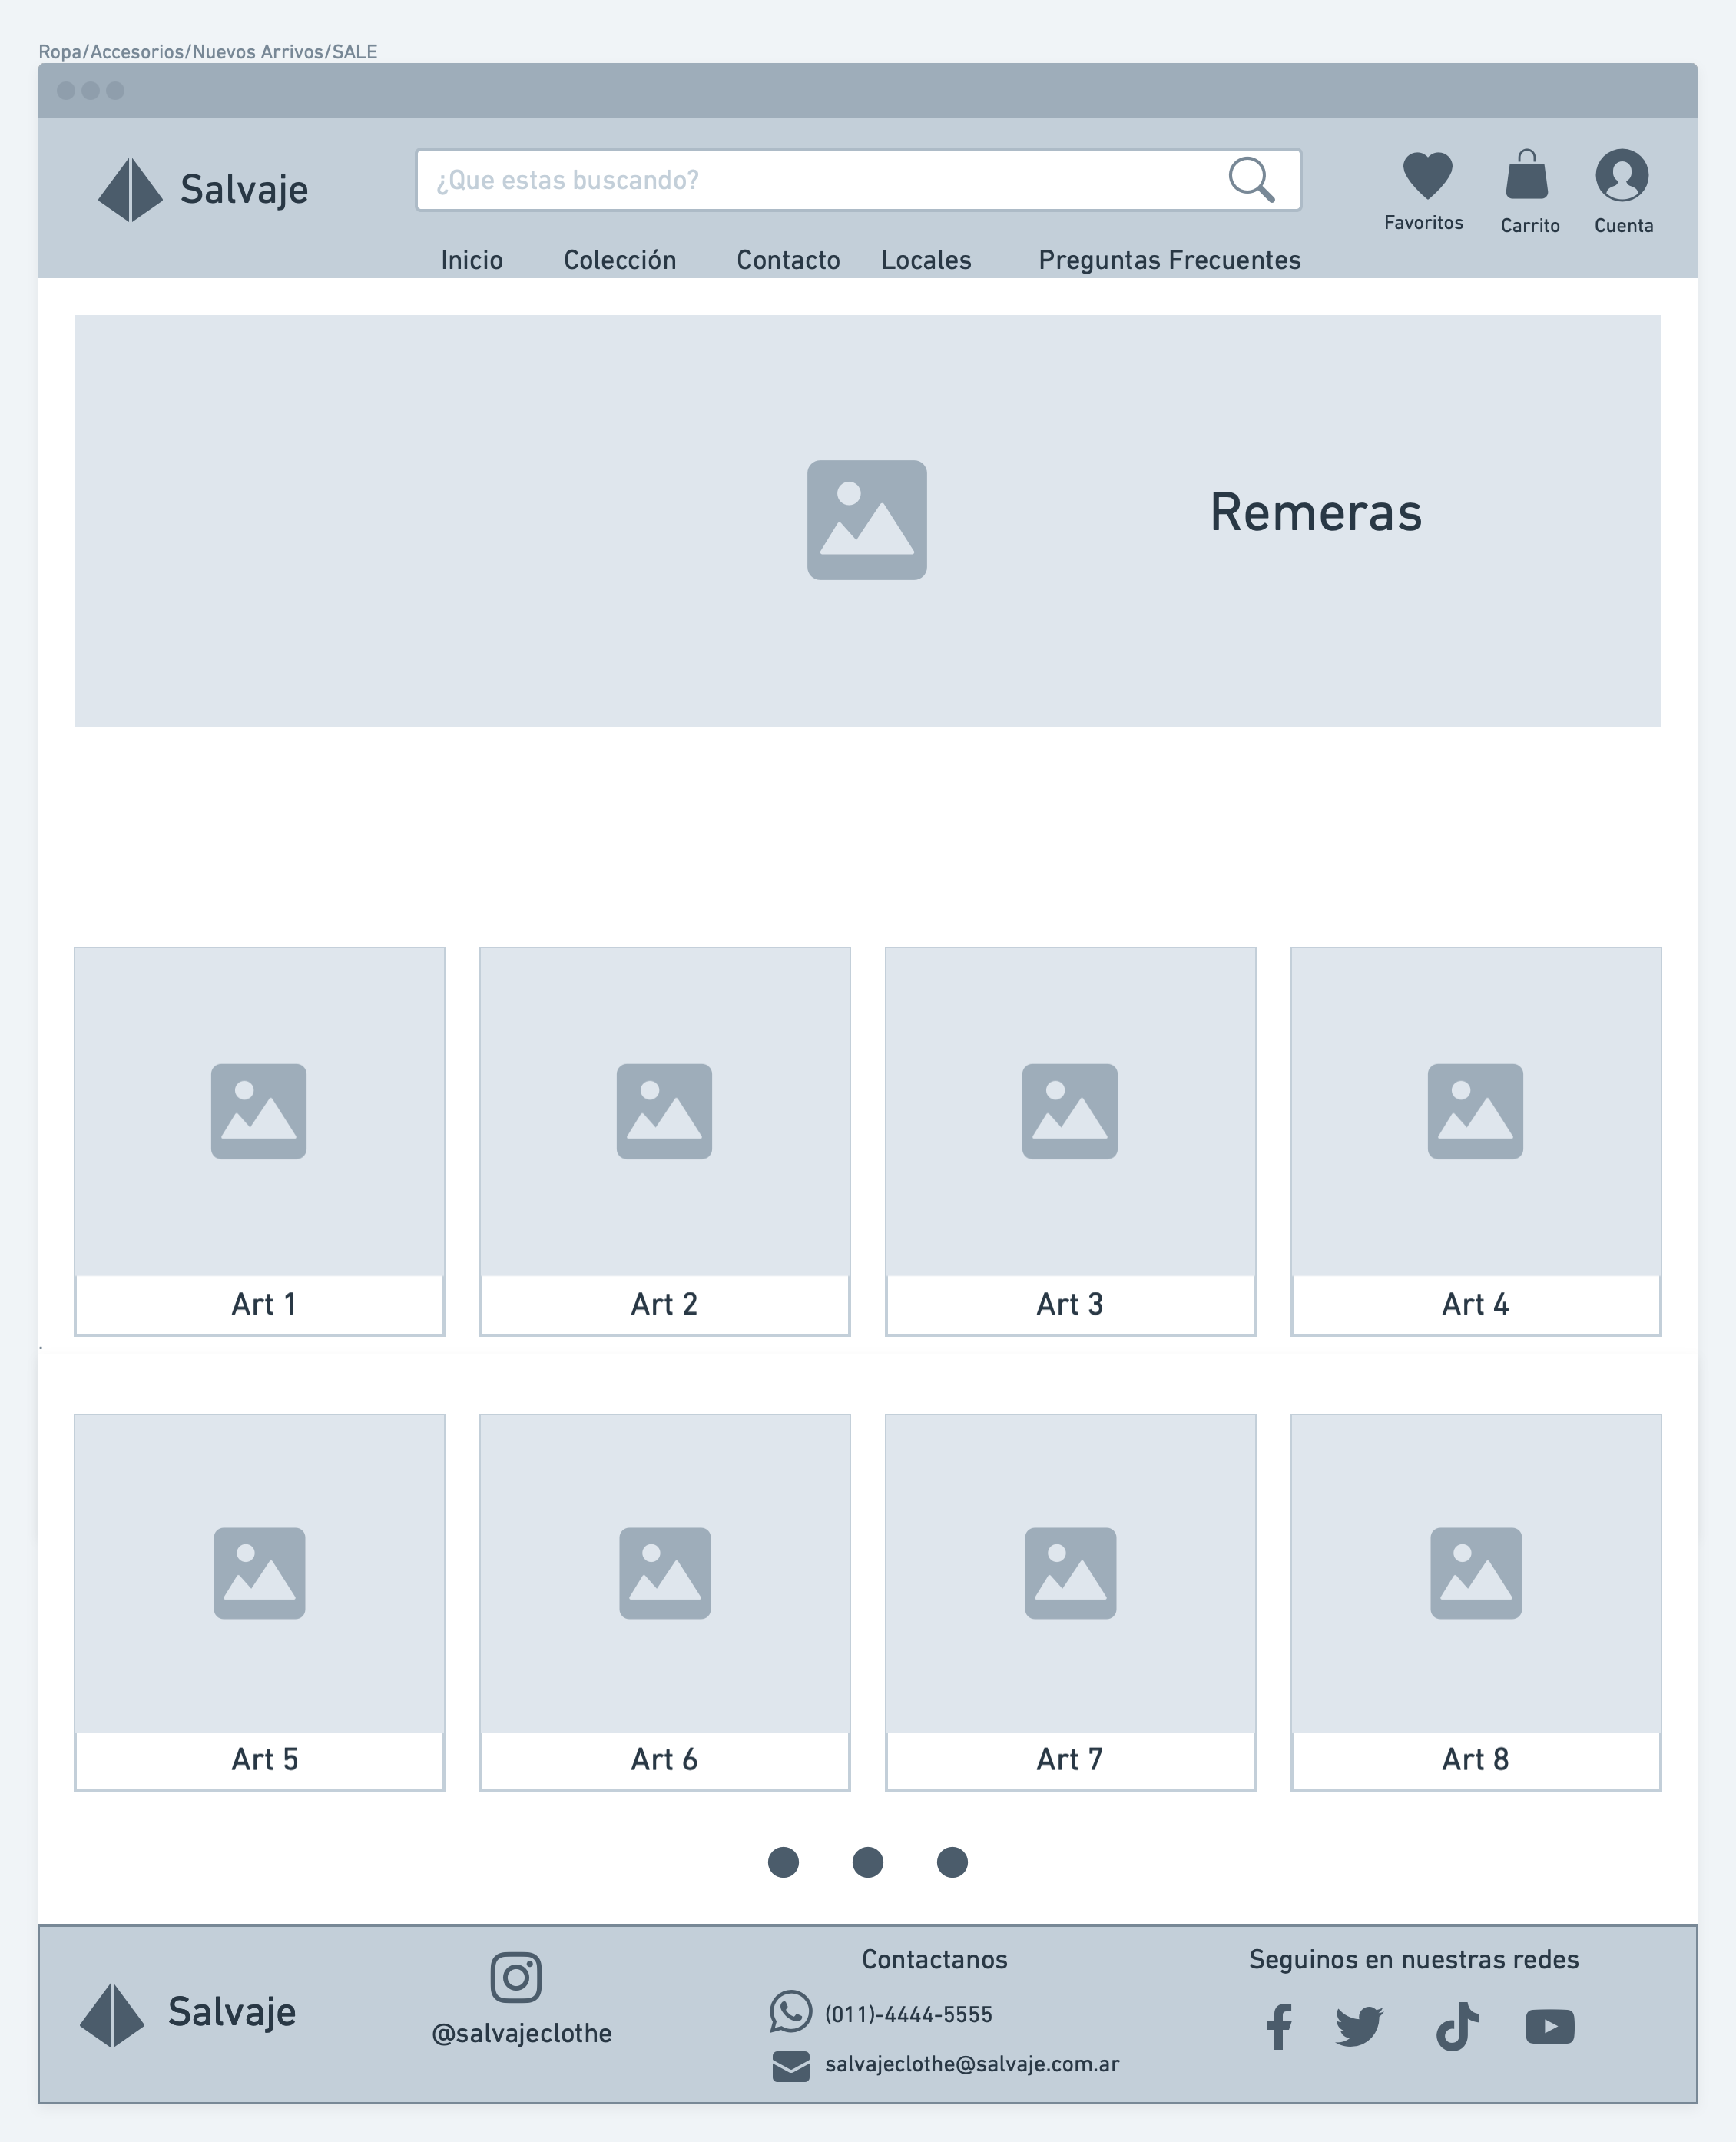 Ropa/Accesorios/Nuevos Arrivos/SALE
Salvaje
¿Que estas buscando?
Favoritos
Carrito
Cuenta
Inicio
Colección
Contacto
Locales
Preguntas Frecuentes
Remeras
Art 1
Art 2
Art 3
Art 4
Art 5
Art 6
Art 7
Art 8
Salvaje
@salvajeclothe
Contactanos
(011)-4444-5555
salvajeclothe@salvaje.com.ar
Seguinos en nuestras redes